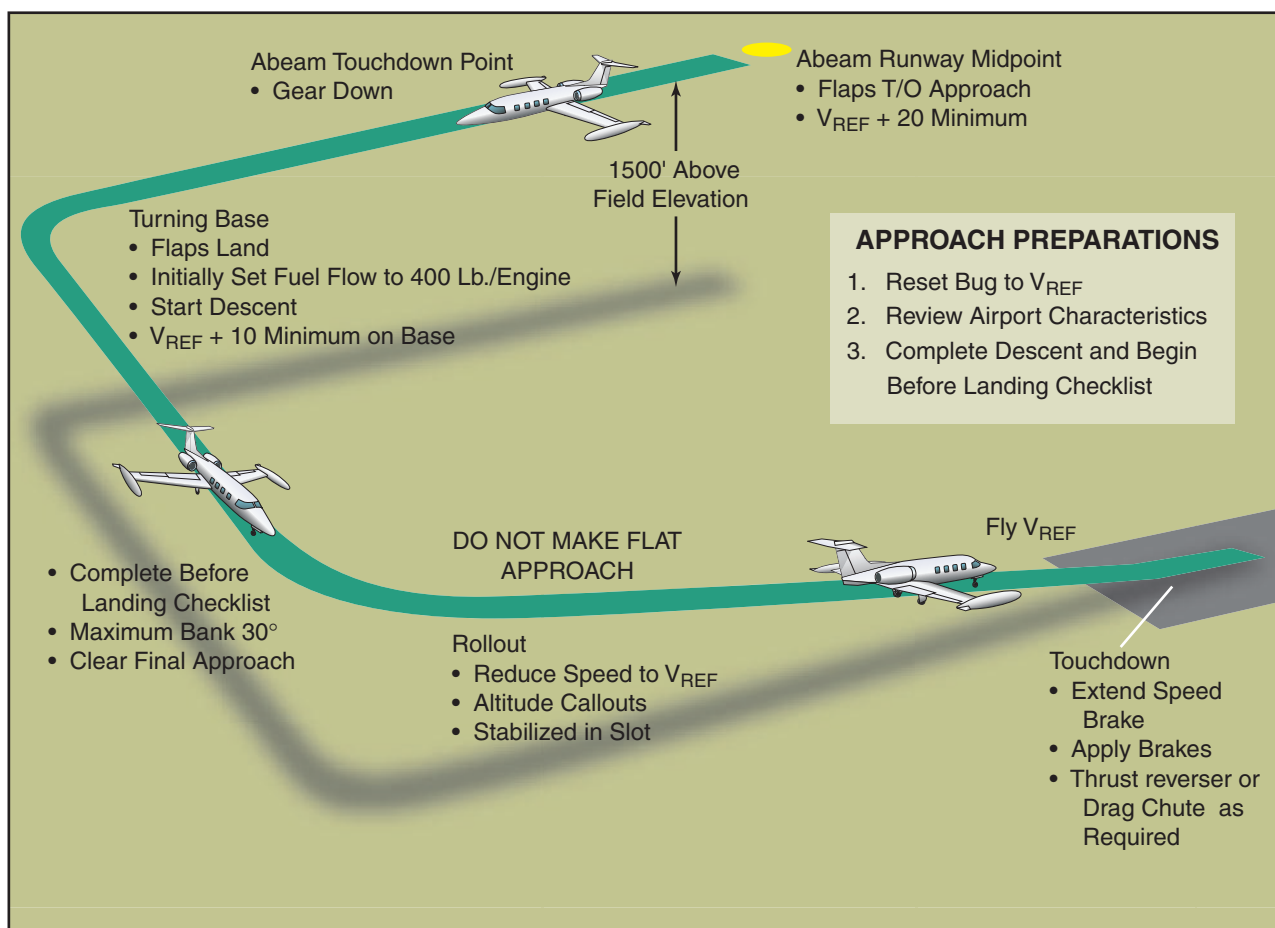 Abeam Touchdown Point
• Gear Down
Abeam Runway Midpoint
• Flaps T/O Approach
• VREF + 20 Minimum
1500' Above
Field Elevation
Turning Base
• Flaps Land
• Initially Set Fuel Flow to 400 Lb./Engine
• Start Descent
• VREF + 10 Minimum on Base
APPROACH PREPARATIONS
1. Reset Bug to VREF
2. Review Airport Characteristics
3. Complete Descent and Begin
Before Landing Checklist
• Complete Before
Landing Checklist
• Maximum Bank 30°
• Clear Final Approach
DO NOT MAKE FLAT
APPROACH
Fly VREF
Rollout
• Reduce Speed to VREF
• Altitude Callouts
• Stabilized in Slot
Touchdown
• Extend Speed
Brake
• Apply Brakes
• Thrust reverser or
Drag Chute as
Required